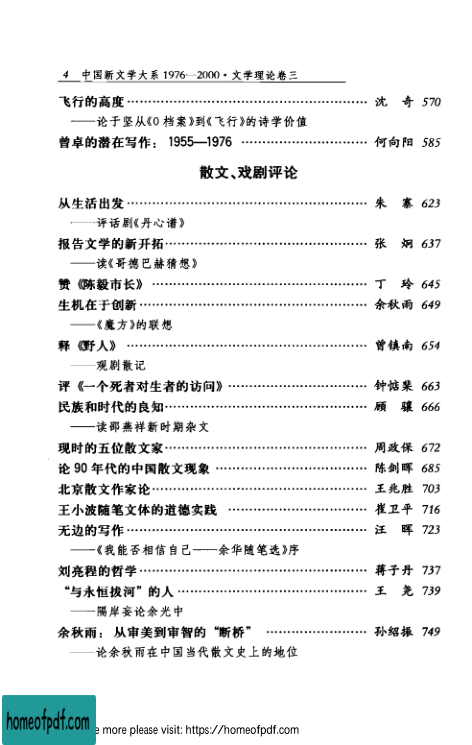 4 中国新文学大系 1976—2000·文学理论卷三
飞行的高度 …… 沈 奇 570
——论于坚从《0 档案》到《飞行》的诗学价值
曾卓的潜在写作： 1955—1976 …… 何向阳 585
散文、戏剧评论
从生活出发 …… 朱 寨 623
——评话剧《丹心谱》
报告文学的新开拓 …… 张 炯 637
——读《哥德巴赫猜想》
赞《陈毅市长》 …… 丁 玲 645
生机在于创新 …… 余秋雨 649
——《魔方》的联想
释《野人》 …… 曾镇南 654
——观剧散记
评《一个死者对生者的访问》 …… 钟惦棐 663
民族和时代的良知 …… 顾 骧 666
——读邵燕祥新时期杂文
现时的五位散文家 …… 周政保 672
论 90 年代的中国散文现象 …… 陈剑晖 685
北京散文作家论 …… 王兆胜 703
王小波随笔文体的道德实践 …… 崔卫平 716
无边的写作 …… 汪 晖 723
——《我能否相信自己——余华随笔选》序
刘亮程的哲学 …… 蒋子丹 737
“与永恒拔河”的人 …… 王 尧 739
——隔岸妄论余光中
余秋雨：从审美到审智的“断桥” …… 孙绍振 749
——论余秋雨在中国当代散文史上的地位
homeofpdf.com
e more please visit: https://homeofpdf.com